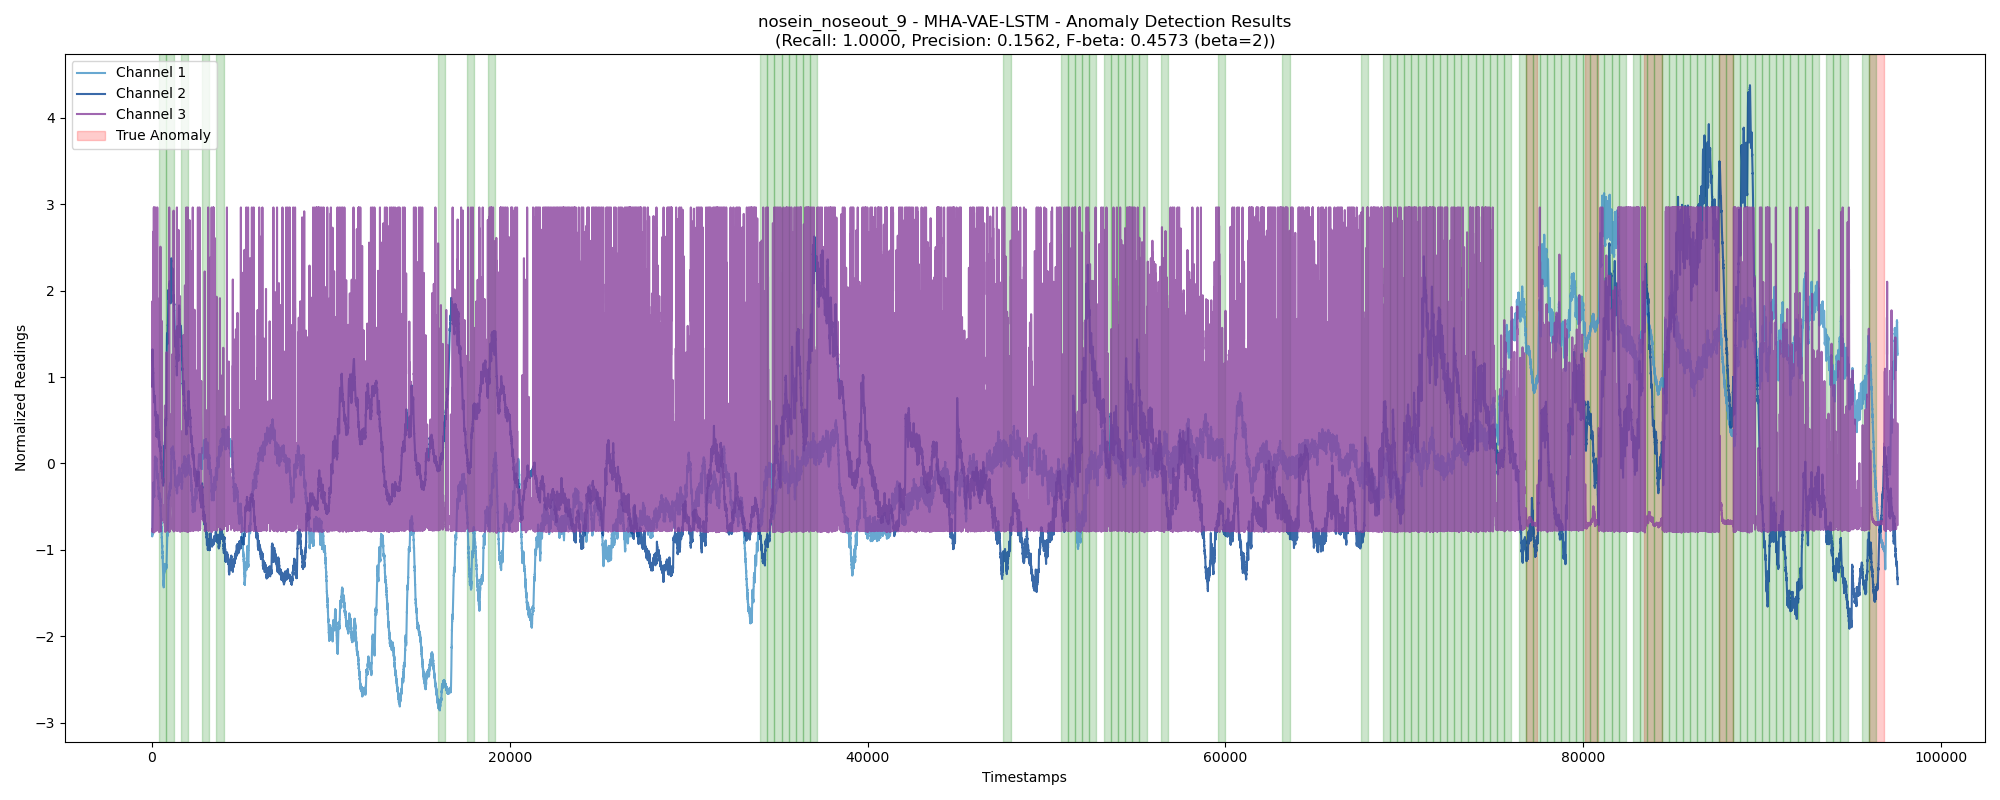 nosein_noseout_9 - MHA-VAE-LSTM - Anomaly Detection Results
(Recall: 1.0000, Precision: 0.1562, F-beta: 0.4573 (beta=2))
Channel 1
Channel 2
Channel 3
True Anomaly
Normalized Readings
4
3
2
1
0
−1
−2
−3
0
20000
40000
60000
80000
100000
Timestamps